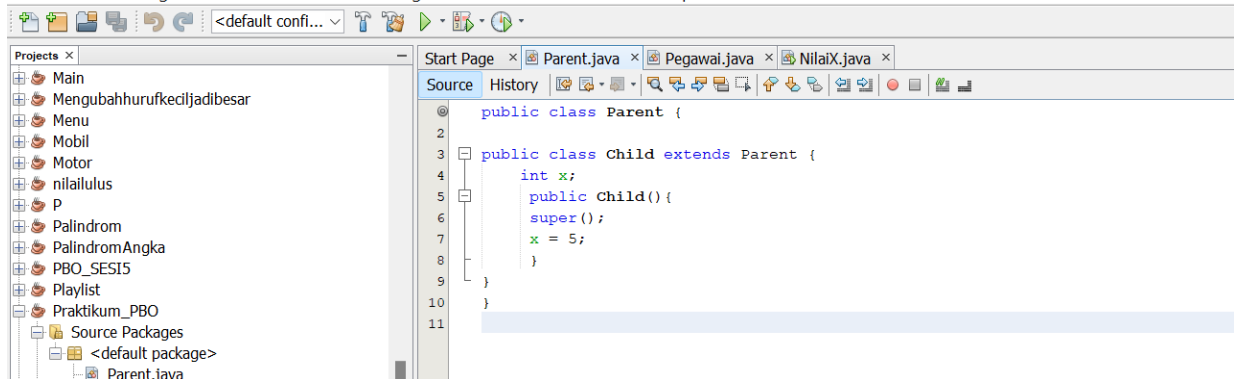 <default confi...
Projects
Main
Mengubahhurufkeciljadibesar
Menu
Mobil
Motor
nilailulus
P
Palindrom
PalindromAngka
PBO_SESI5
Playlist
Praktikum_PBO
Source Packages
<default package>
Parent.java
Start Page Parent.java Pegawai.java NilaiX.java
Source History
public class Parent {
2
3 public class Child extends Parent {
4 int x;
5 public Child(){
6 super();
7 x = 5;
8 }
9 }
10 }
11